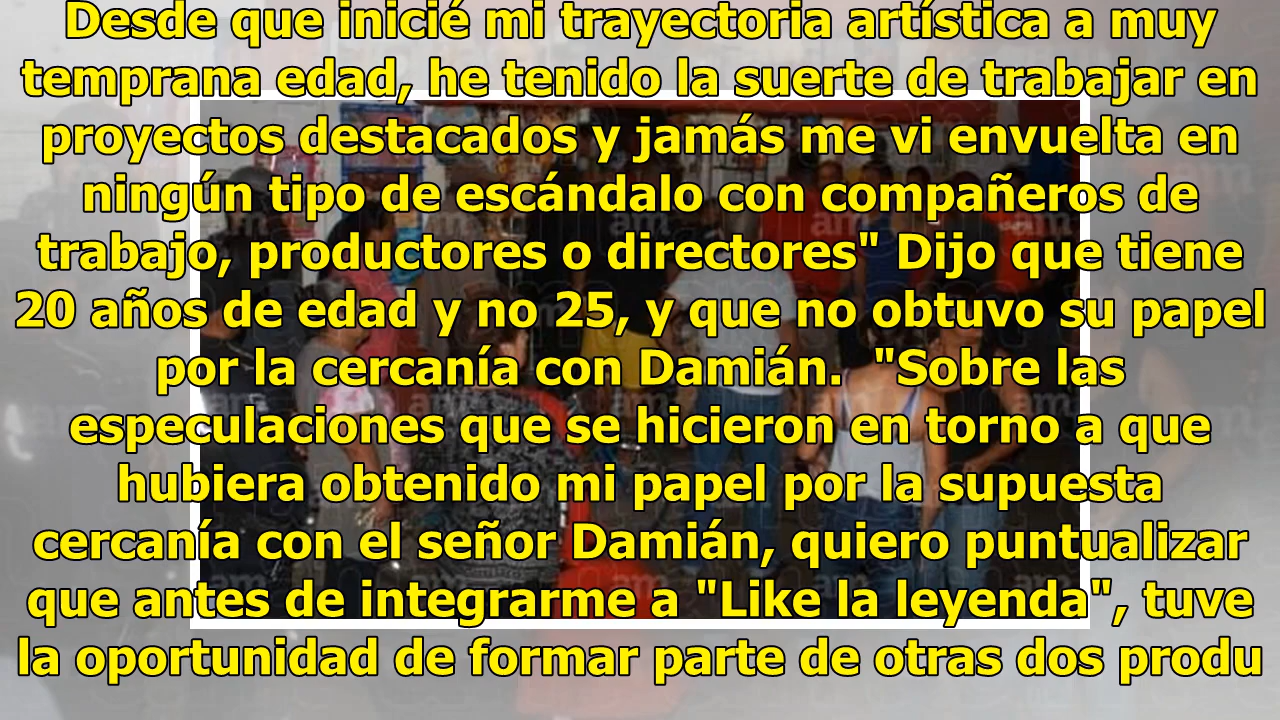 Desde que inicié mi trayectoria artística a muy
temprana edad, he tenido la suerte de trabajar en
proyectos destacados y jamás me vi envuelta en
ningún tipo de escándalo con compañeros de
trabajo, productores o directores" Dijo que tiene
20 años de edad y no 25, y que no obtuvo su papel
por la cercanía con Damián.  "Sobre las
especulaciones que se hicieron en torno a que
hubiera obtenido mi papel por la supuesta
cercanía con el señor Damián, quiero puntualizar
que antes de integrarme a "Like la leyenda", tuve
la oportunidad de formar parte de otras dos produ